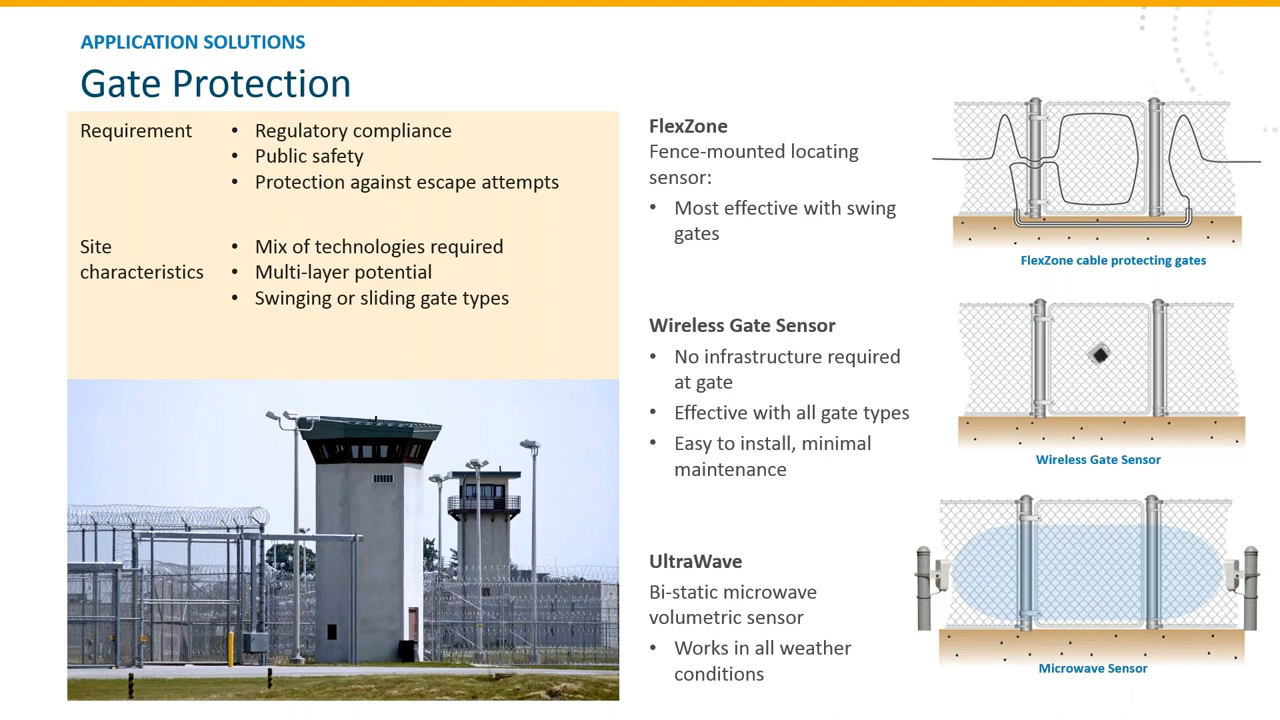 APPLICATION SOLUTIONS
Gate Protection
Requirement
• Regulatory compliance
• Public safety
• Protection against escape attempts
Site
characteristics
• Mix of technologies required
• Multi-layer potential
• Swinging or sliding gate types
FlexZone
Fence-mounted locating
sensor:
• Most effective with swing
gates
FlexZone cable protecting gates
Wireless Gate Sensor
• No infrastructure required
at gate
• Effective with all gate types
• Easy to install, minimal
maintenance
Wireless Gate Sensor
UltraWave
Bi-static microwave
volumetric sensor
• Works in all weather
conditions
Microwave Sensor